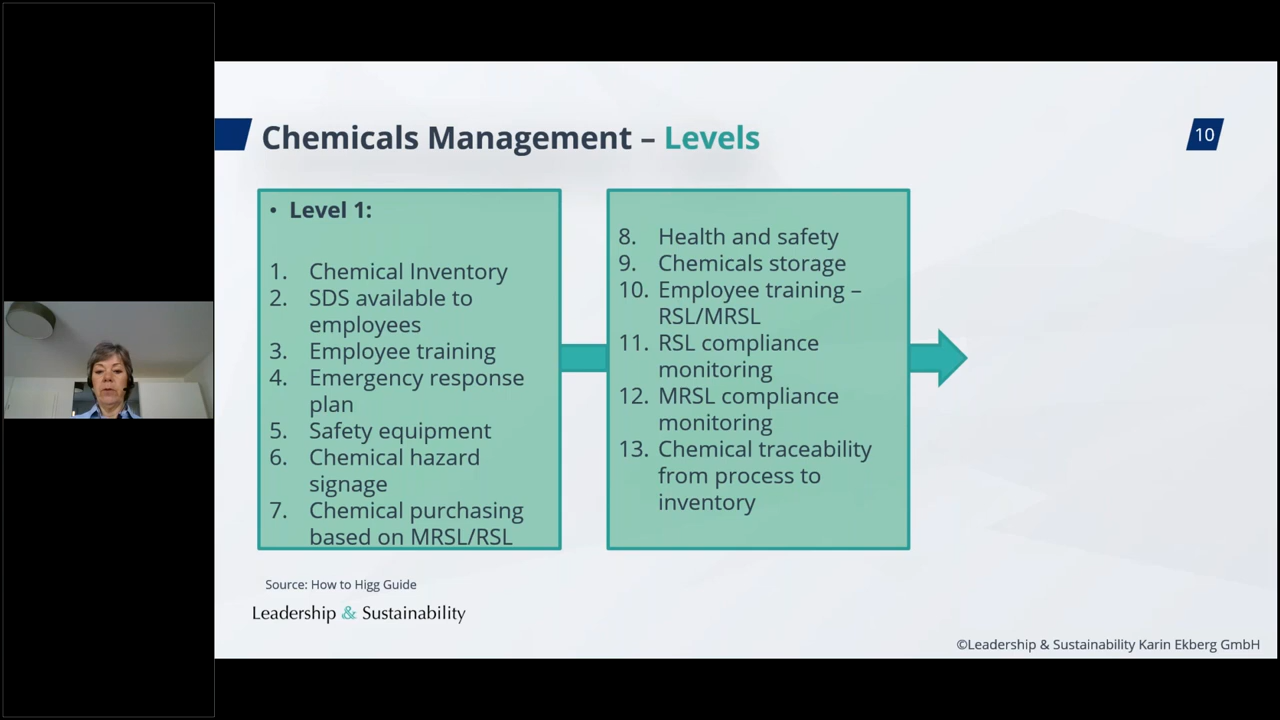 Chemicals Management – Levels
10
• Level 1:
1. Chemical Inventory
2. SDS available to
employees
3. Employee training
4. Emergency response
plan
5. Safety equipment
6. Chemical hazard
signage
7. Chemical purchasing
based on MRSL/RSL
8. Health and safety
9. Chemicals storage
10. Employee training –
RSL/MRSL
11. RSL compliance
monitoring
12. MRSL compliance
monitoring
13. Chemical traceability
from process to
inventory
Source: How to Higg Guide
Leadership & Sustainability
©Leadership & Sustainability Karin Ekberg GmbH